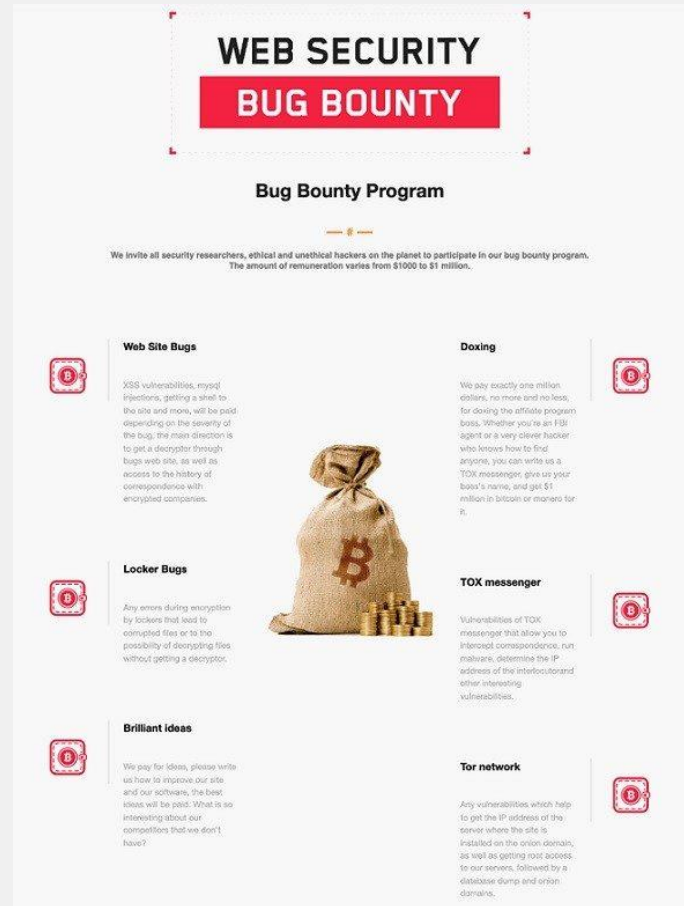 WEB SECURITY
BUG BOUNTY
Bug Bounty Program
We invite all security researchers, ethical and unethical hackers on the planet to participate in our bug bounty program.
The amount of remuneration varies from $1000 to $1 million.
Web Site Bugs
XSS vulnerabilities, mysql
injections, getting a shell to
the site and more, will be paid
depending on the severity of
the bug, the main direction is
to get a decryptor through
bugs web site, as well as
access to the history of
correspondence with
encrypted companies.
Locker Bugs
Any errors during encryption
by lockers that lead to
corrupted files or to the
possibility of decrypting files
without getting a decryptor.
Brilliant ideas
We pay for ideas, please write
us how to improve our site
and our software, the best
ideas will be paid. What is so
interesting about our
competitors that we don't
have?
Doxing
We pay exactly one million
dollars, no more and no less,
for doxing the affiliate program
boss. Whether you're an FBI
agent or a very clever hacker
who knows how to find
anyone, you can write us a
TOX messenger, give us your
boss's name, and get $1
million in bitcoin or monero for
it.
TOX messenger
Vulnerabilities of TOX
messenger that allow you to
intercept correspondence, run
malware, determine the IP
address of the interlocutorand
other interesting
vulnerabilities.
Tor network
Any vulnerabilities which help
to get the IP address of the
server where the site is
installed on the onion domain,
as well as getting root access
to our servers, followed by a
database dump and onion
domains.